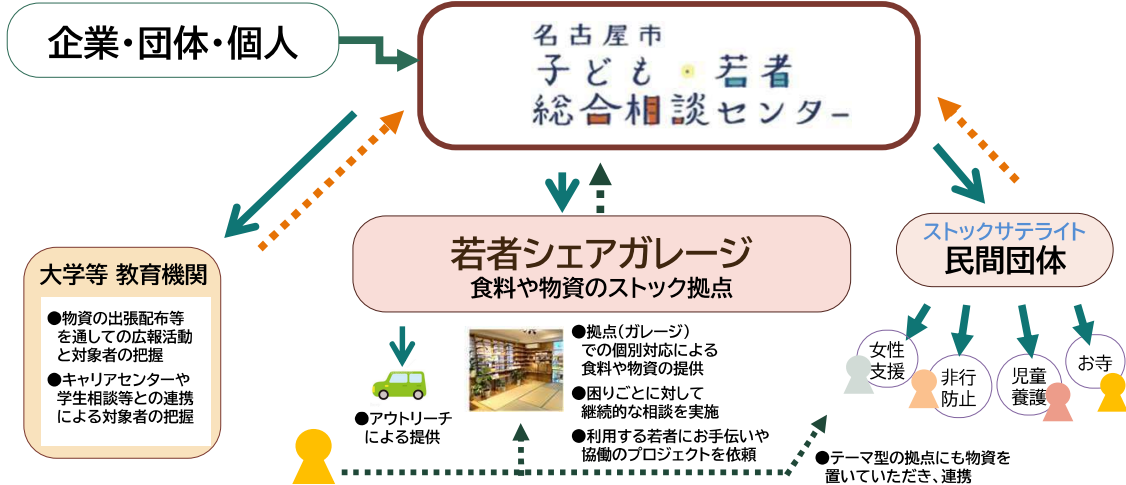 企業・団体・個人
名古屋市
子ども・若者
総合相談センター
大学等 教育機関
●物資の出張配布等
を通しての広報活動
と対象者の把握
●キャリアセンターや
学生相談等との連携
による対象者の把握
若者シェアガレージ
食料や物資のストック拠点
●アウトリーチ
による提供
●拠点(ガレージ)
での個別対応による
食料や物資の提供
●困りごとに対して
継続的な相談を実施
●利用する若者にお手伝いや
協働のプロジェクトを依頼
ストックサテライト
民間団体
女性
支援
非行
防止
児童
養護
お寺
●テーマ型の拠点にも物資を
置いていただき、連携